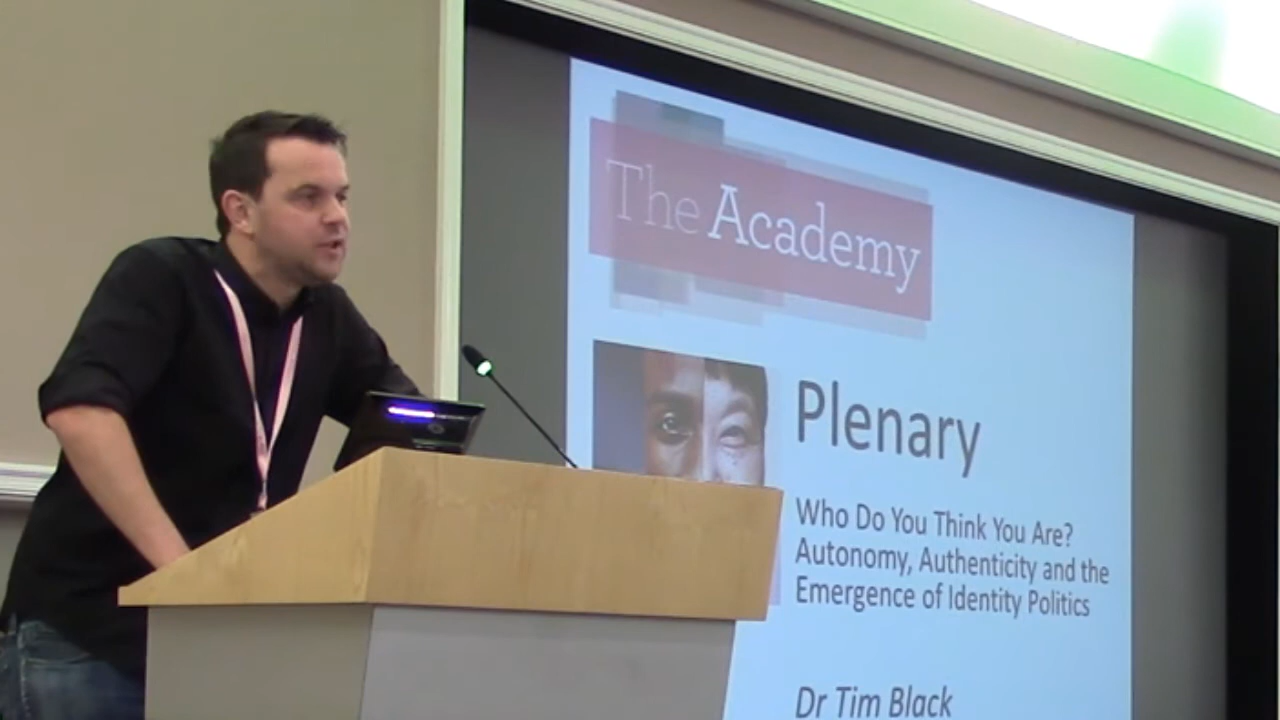 The Academy
Plenary
Who Do You Think You Are?
Autonomy, Authenticity and the
Emergence of Identity Politics
Dr Tim Black